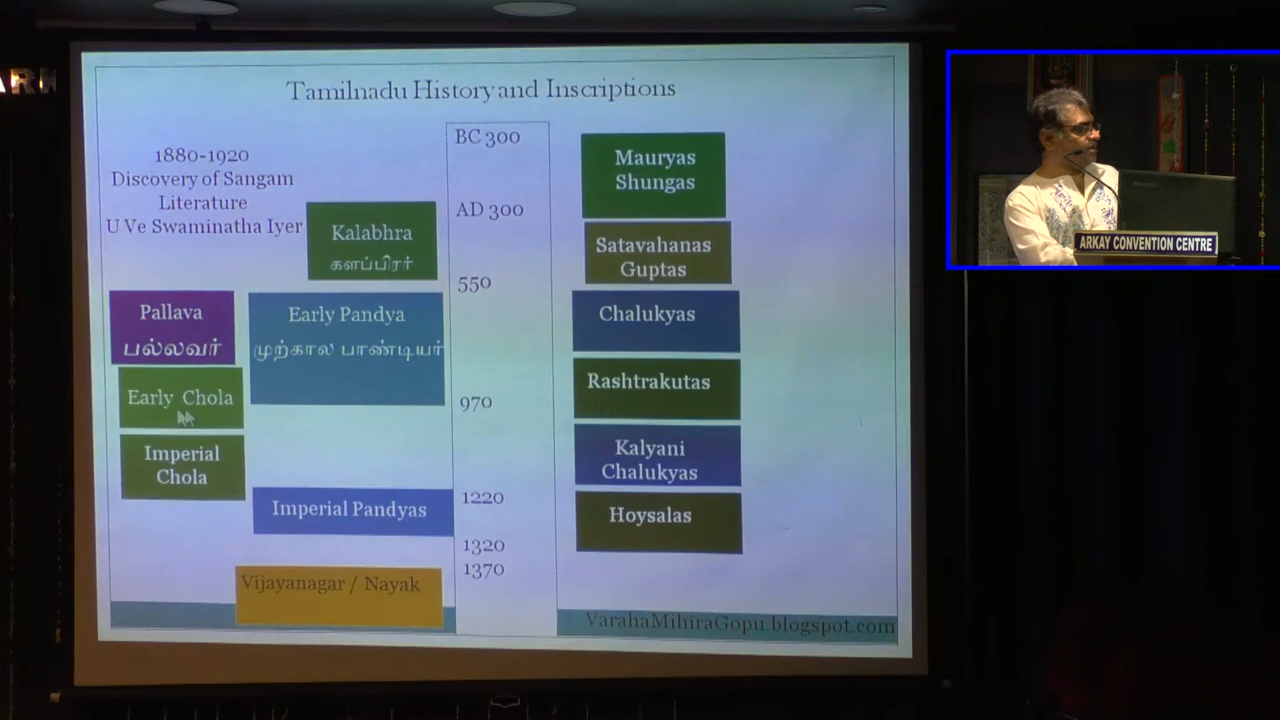 Tamilnadu History and Inscriptions
1880-1920
Discovery of Sangam
Literature
U Ve Swaminatha Iyer
Kalabhra
களப்பிரர்
Pallava
பல்லவர்
Early Pandya
முற்கால பாண்டியர்
Early Chola
Imperial
Chola
Imperial Pandyas
Vijayanagar / Nayak
BC 300
AD 300
550
970
1220
1320
1370
Mauryas
Shungas
Satavahanas
Guptas
Chalukyas
Rashtrakutas
Kalyani
Chalukyas
Hoysalas
VarahaMihiraGopu.blogspot.com
ARKAY CONVENTION CENTRE